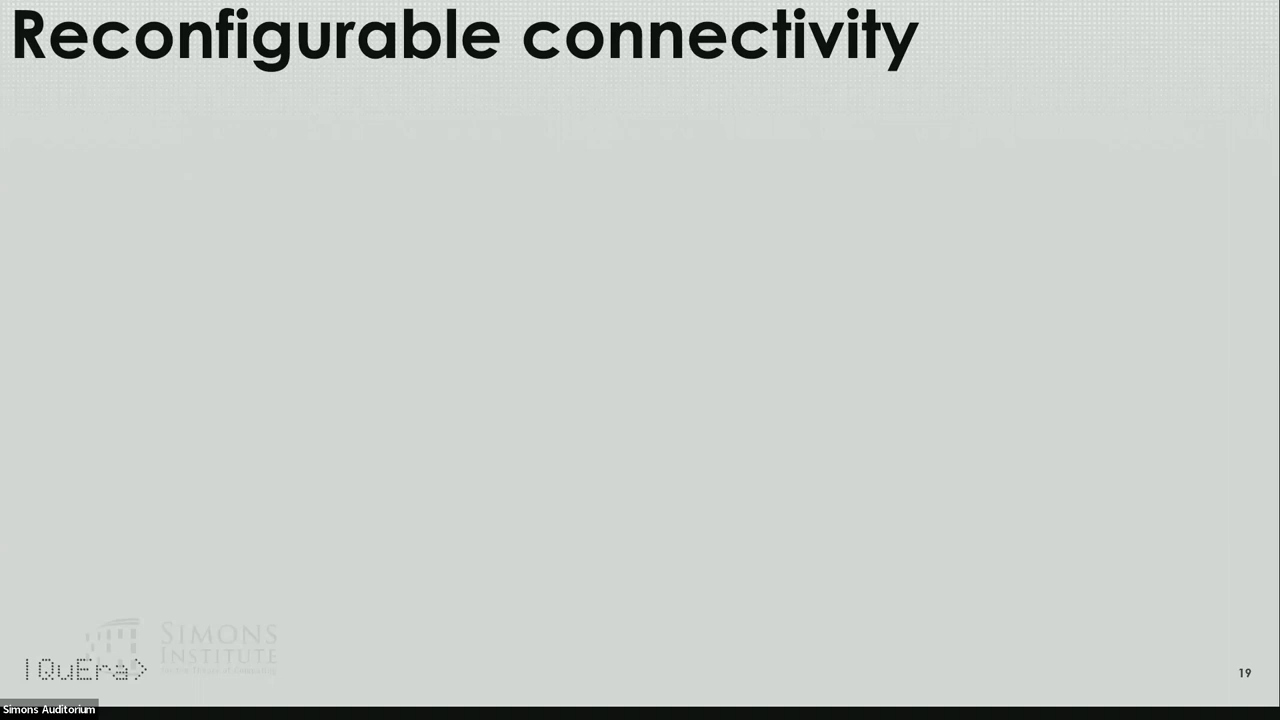 Reconfigurable connectivity
SIMONS
INSTITUTE
|QuEra>
19
Simons Auditorium